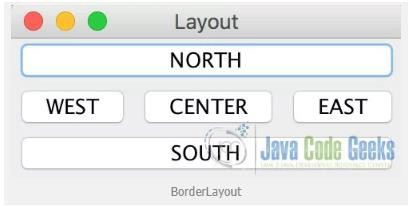 Layout
NORTH
WEST CENTER EAST
SOUTH
Java Code Geeks
BorderLayout